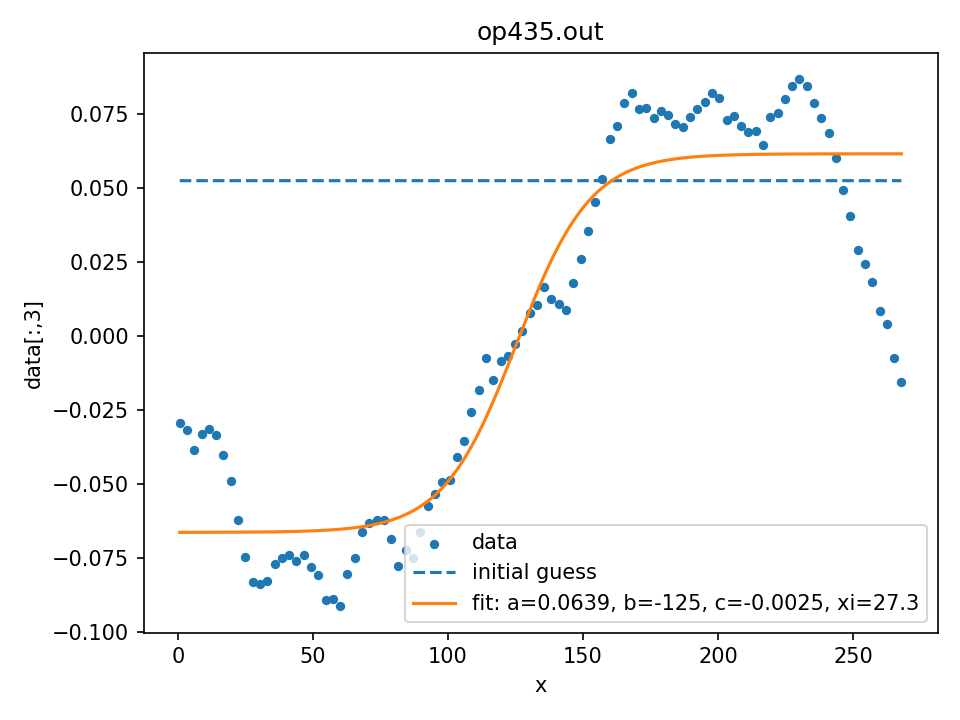 op435.out
data[:,3]
0.075
0.050
0.025
0.000
−0.025
−0.050
−0.075
−0.100
data
initial guess
fit: a=0.0639, b=-125, c=-0.0025, xi=27.3
0 50 100 150 200 250
x